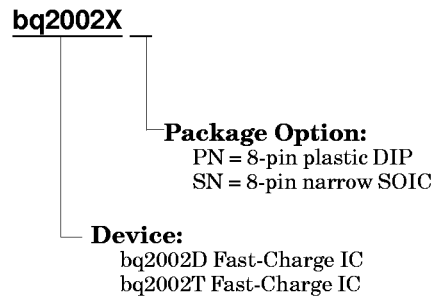 bq2002X
Package Option:
PN = 8-pin plastic DIP
SN = 8-pin narrow SOIC
Device:
bq2002D Fast-Charge IC
bq2002T Fast-Charge IC